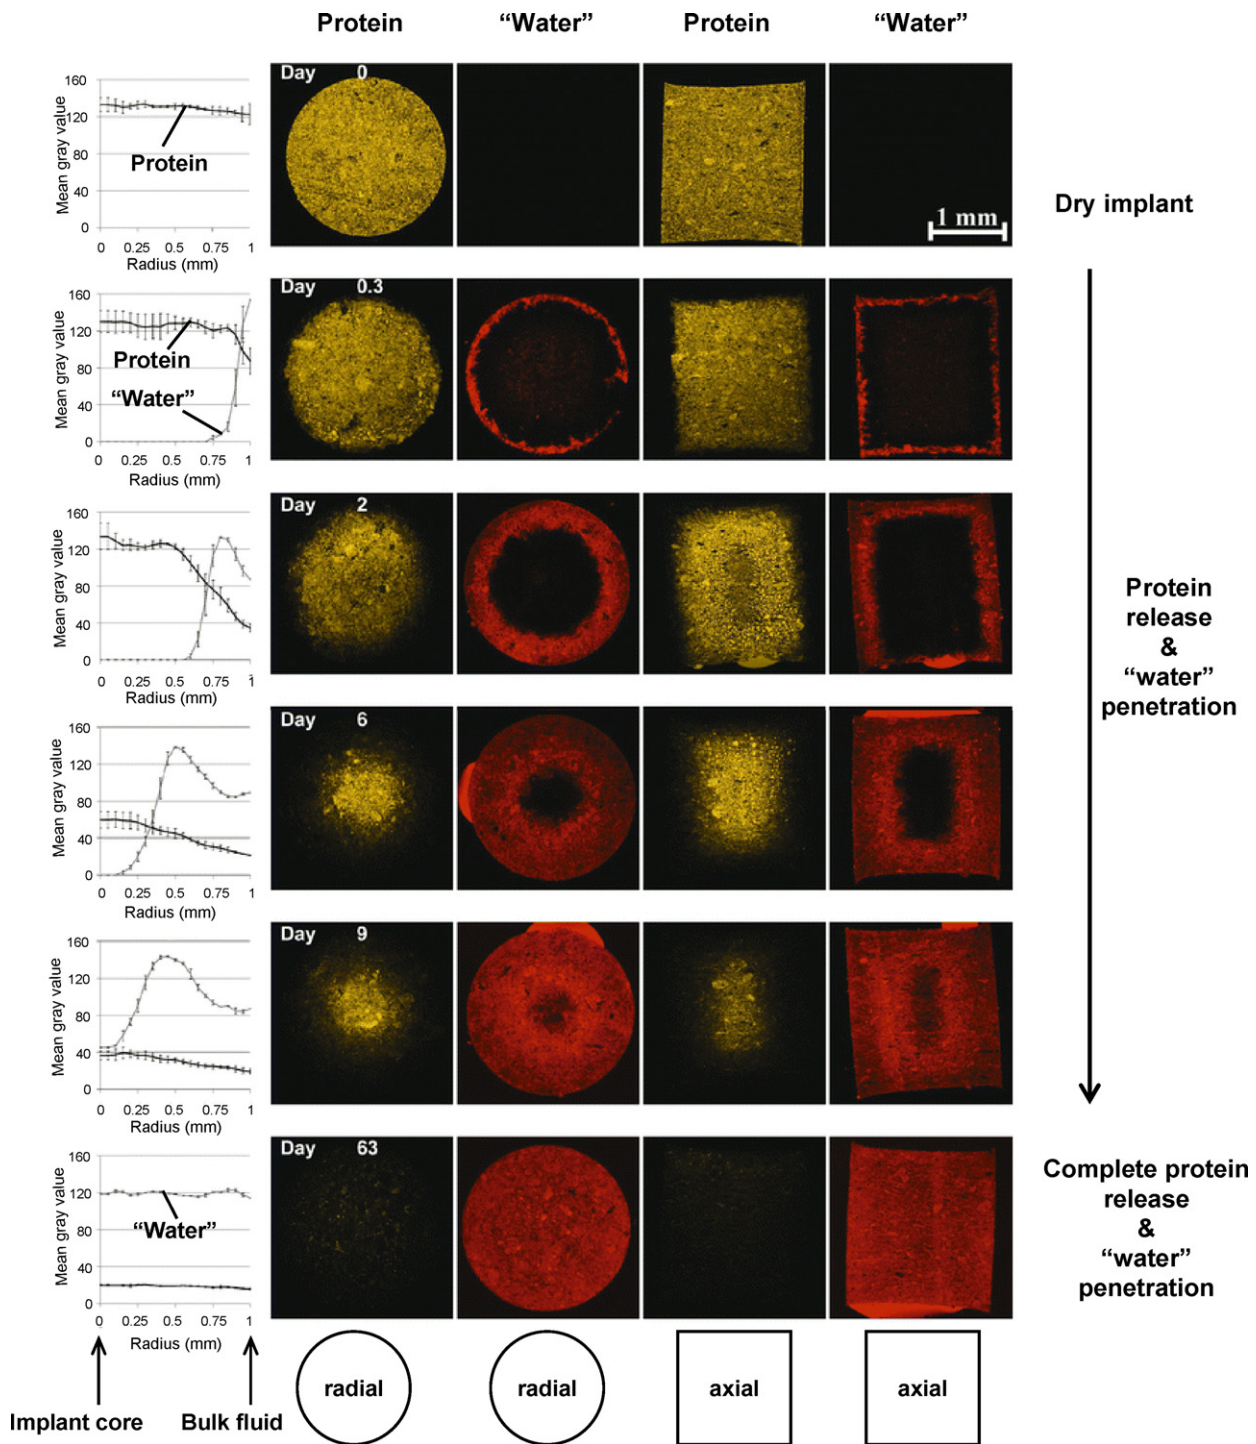 Protein “Water” Protein “Water”
Mean gray value
160
120
80
40
0
Protein
0 0.25 0.5 0.75 1
Radius (mm)
Day 0
1 mm
Dry implant
Mean gray value
160
120
80
40
0
Protein
“Water”
0 0.25 0.5 0.75 1
Radius (mm)
Day 0.3
Mean gray value
160
120
80
40
0
0 0.25 0.5 0.75 1
Radius (mm)
Day 2
Protein
release
&
“water”
penetration
Mean gray value
160
120
80
40
0
0 0.25 0.5 0.75 1
Radius (mm)
Day 6
Mean gray value
160
120
80
40
0
0 0.25 0.5 0.75 1
Radius (mm)
Day 9
Mean gray value
160
120
80
40
0
“Water”
0 0.25 0.5 0.75 1
Radius (mm)
Day 63
Complete protein
release
&
“water”
penetration
radial radial axial axial
Implant core Bulk fluid